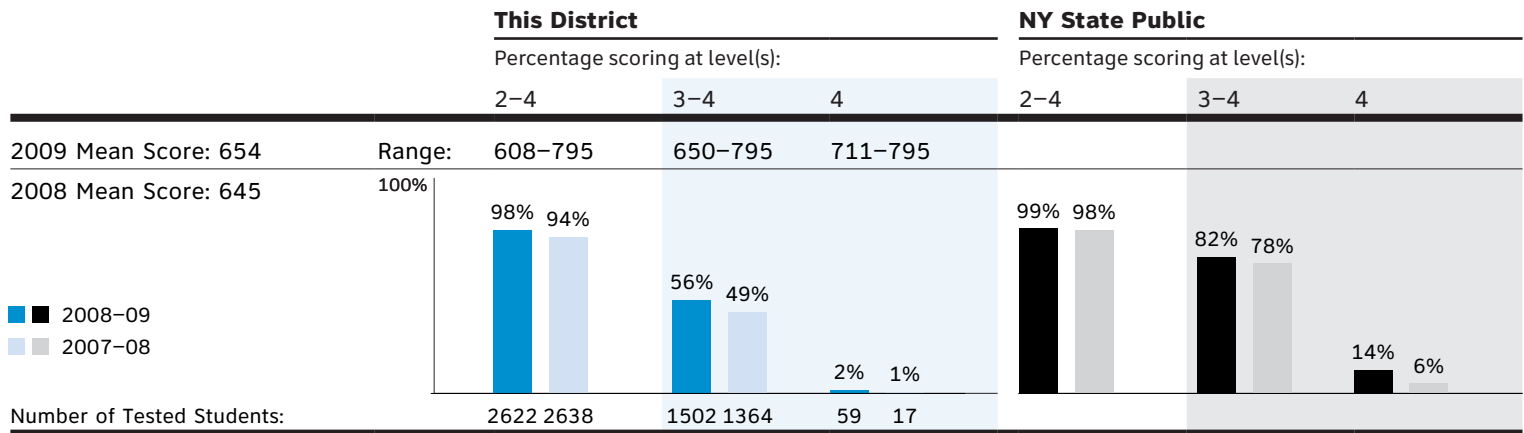 This District NY State Public
Percentage scoring at level(s): Percentage scoring at level(s):
2–4 3–4 4 2–4 3–4 4
2009 Mean Score: 654 Range: 608–795 650–795 711–795
2008 Mean Score: 645 100%
98% 94% 56% 49% 2% 1% 99% 98% 82% 78% 14% 6%
2008–09
2007–08
Number of Tested Students: 2622 2638 1502 1364 59 17